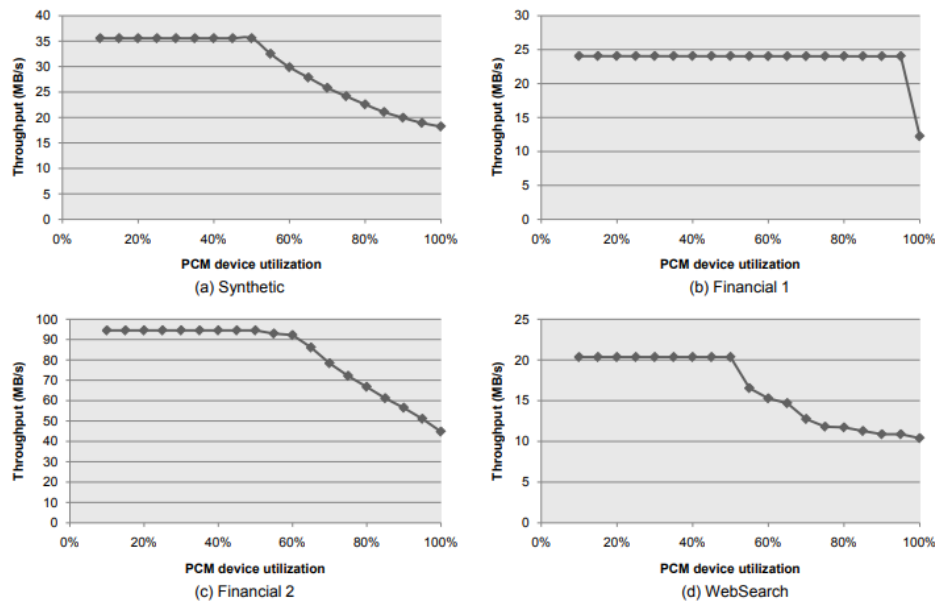 Throughput (MB/s)
40
35
30
25
20
15
10
5
0
0% 20% 40% 60% 80% 100%
PCM device utilization
(a) Synthetic
Throughput (MB/s)
30
25
20
15
10
5
0
0% 20% 40% 60% 80% 100%
PCM device utilization
(b) Financial 1
Throughput (MB/s)
100
90
80
70
60
50
40
30
20
10
0
0% 20% 40% 60% 80% 100%
PCM device utilization
(c) Financial 2
Throughput (MB/s)
25
20
15
10
5
0
0% 20% 40% 60% 80% 100%
PCM device utilization
(d) WebSearch